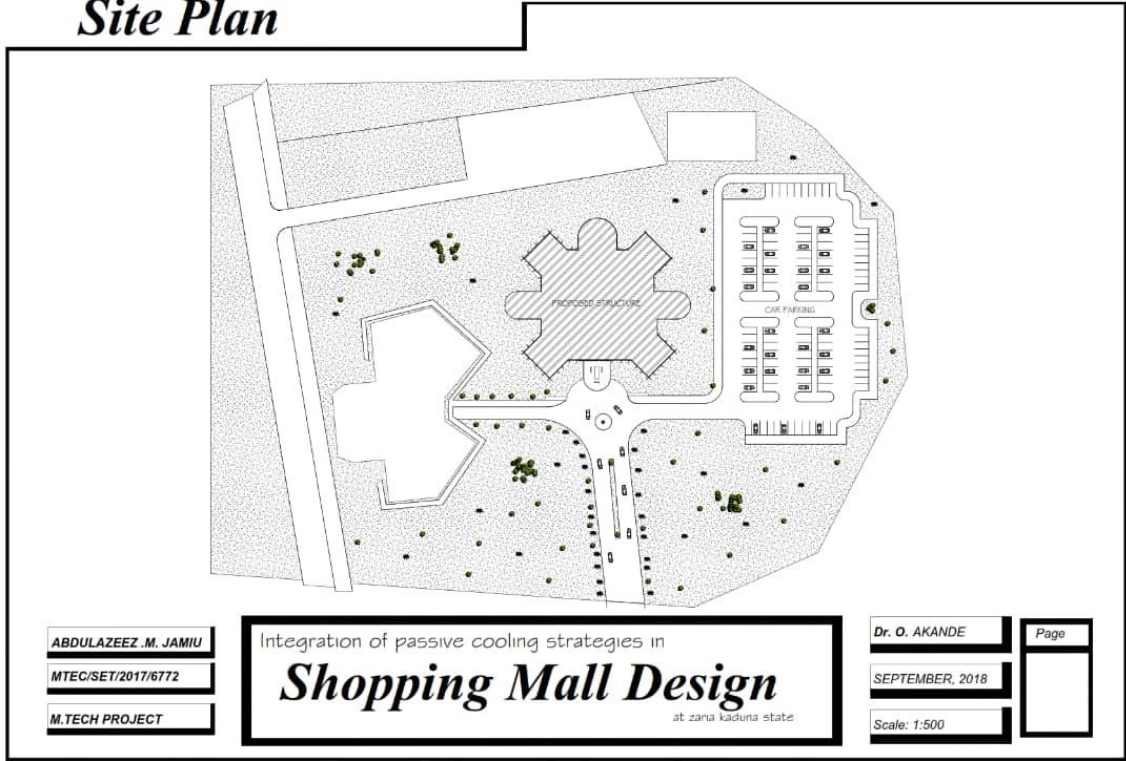 Site Plan
PROPOSED STRUCTURE
CAR PARKING
ABDULAZEEZ .M. JAMIU
MTEC/SET/2017/6772
M.TECH PROJECT
Integration of passive cooling strategies in
Shopping Mall Design
at zaria kaduna state
Dr. O. AKANDE
SEPTEMBER, 2018
Scale: 1:500
Page